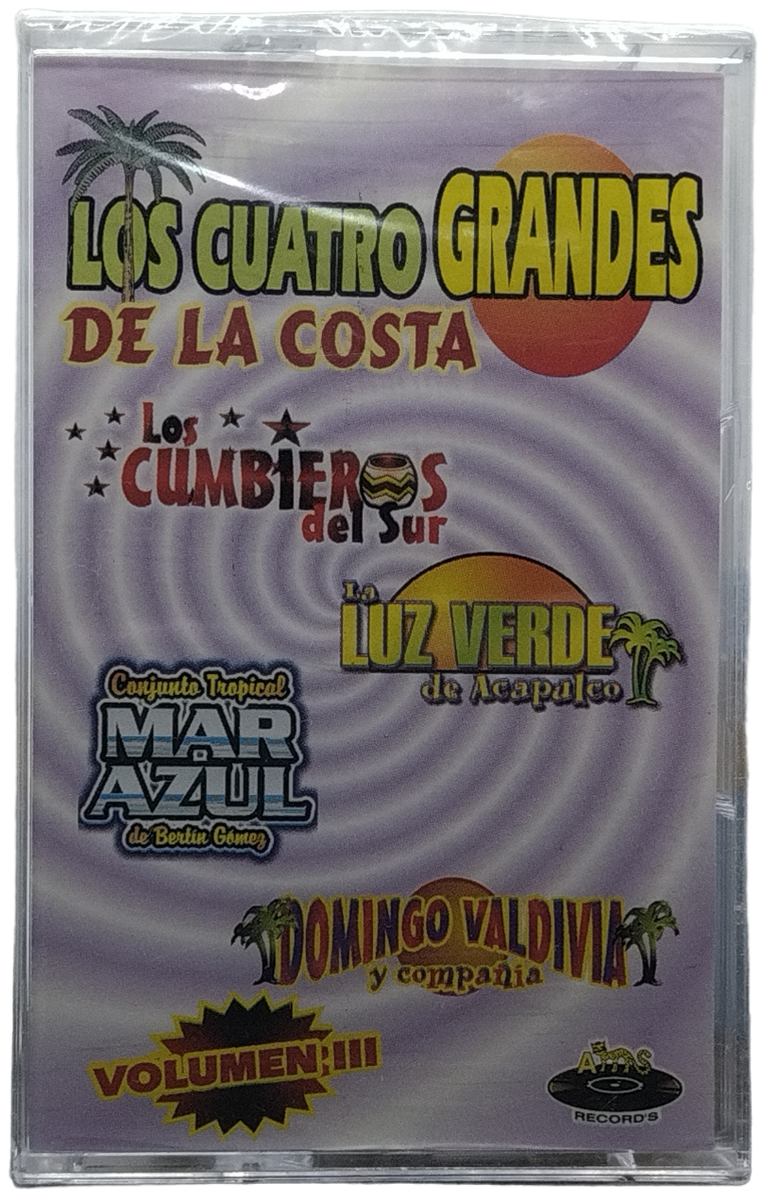 LOS CUATRO GRANDES
DE LA COSTA
Los
CUMBIEROS
del Sur
La
LUZ VERDE
de Acapulco
Conjunto Tropical
MAR
AZUL
de Bertín Gómez
DOMINGO VALDIVIA
y compañia
VOLUMEN:III
RECORD'S